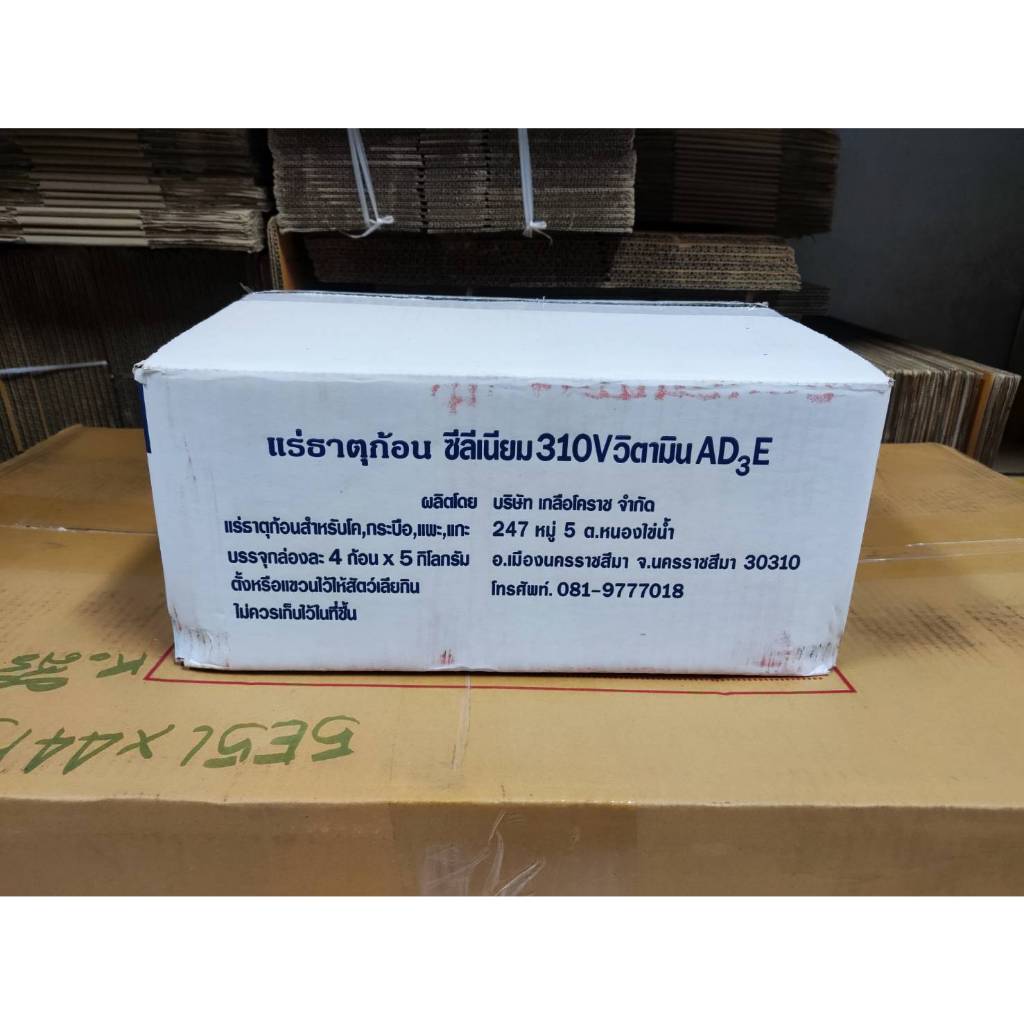 แร่ธาตุก้อน ซีลีเนียม 310V วิตามิน AD₃E
ผลิตโดย บริษัท เกลือโคราช จำกัด
แร่ธาตุก้อนสำหรับโค,กระบือ,แพะ,แกะ 247 หมู่ 5 ต.หนองไข่น้ำ
บรรจุกล่องละ 4 ก้อน x 5 กิโลกรัม อ.เมืองนครราชสีมา จ.นครราชสีมา 30310
ตั้งหรือแขวนไว้ให้สัตว์เลียกิน โทรศัพท์. 081-9777018
ไม่ควรเก็บไว้ในที่ชื้น